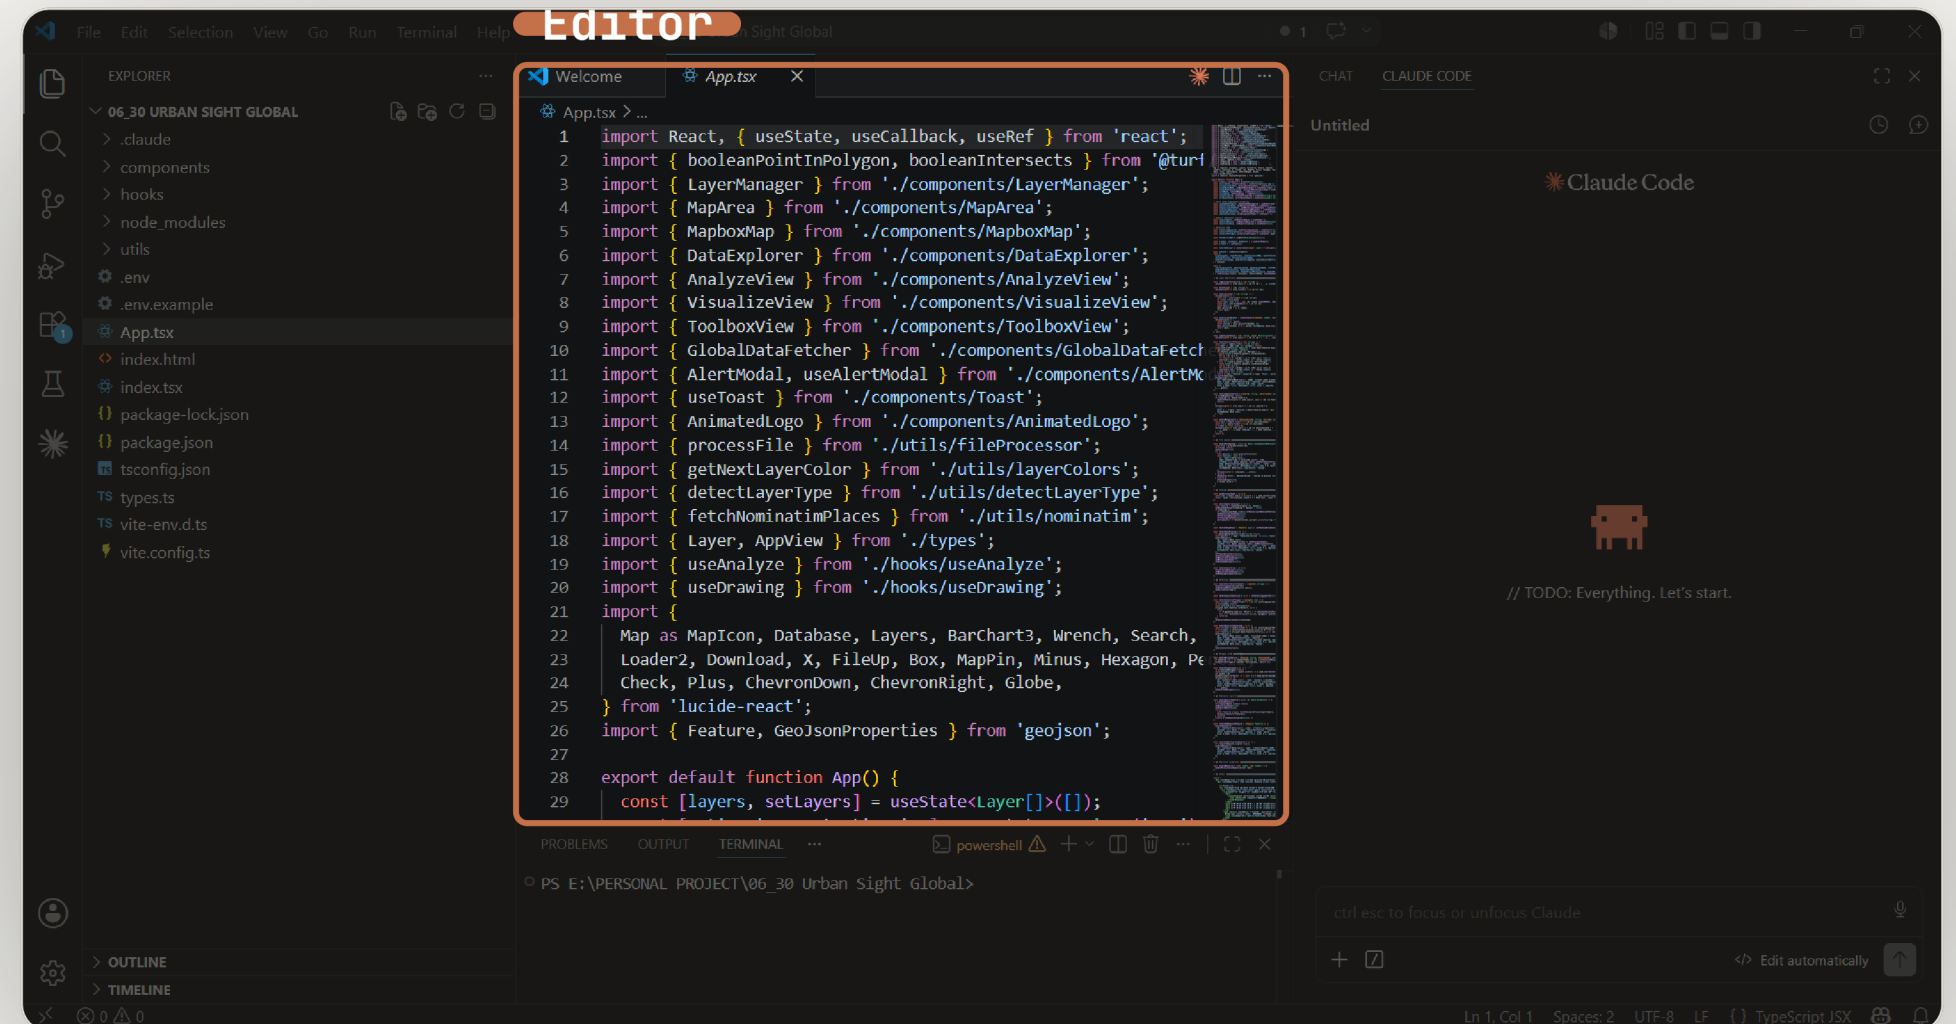 Editor
File Edit Selection View Go Run Terminal Help
Sight Global
1
EXPLORER
06_30 URBAN SIGHT GLOBAL
.claude
components
hooks
node_modules
utils
.env
.env.example
App.tsx
index.html
index.tsx
package-lock.json
package.json
tsconfig.json
types.ts
vite-env.d.ts
vite.config.ts
OUTLINE
TIMELINE
1
Welcome
App.tsx
App.tsx > ...
1 import React, { useState, useCallback, useRef } from 'react';
2 import { booleanPointInPolygon, booleanIntersects } from '@turf
3 import { LayerManager } from './components/LayerManager';
4 import { MapArea } from './components/MapArea';
5 import { MapboxMap } from './components/MapboxMap';
6 import { DataExplorer } from './components/DataExplorer';
7 import { AnalyzeView } from './components/AnalyzeView';
8 import { VisualizeView } from './components/VisualizeView';
9 import { ToolboxView } from './components/ToolboxView';
10 import { GlobalDataFetcher } from './components/GlobalDataFetch
11 import { AlertModal, useAlertModal } from './components/AlertMo
12 import { useToast } from './components/Toast';
13 import { AnimatedLogo } from './components/AnimatedLogo';
14 import { processFile } from './utils/fileProcessor';
15 import { getNextLayerColor } from './utils/layerColors';
16 import { detectLayerType } from './utils/detectLayerType';
17 import { fetchNominatimPlaces } from './utils/nominatim';
18 import { Layer, AppView } from './types';
19 import { useAnalyze } from './hooks/useAnalyze';
20 import { useDrawing } from './hooks/useDrawing';
21 import {
22 Map as MapIcon, Database, Layers, BarChart3, Wrench, Search,
23 Loader2, Download, X, FileUp, Box, MapPin, Minus, Hexagon, Pe
24 Check, Plus, ChevronDown, ChevronRight, Globe,
25 } from 'lucide-react';
26 import { Feature, GeoJsonProperties } from 'geojson';
27
28 export default function App() {
29 const [layers, setLayers] = useState<Layer[]>([]);
PROBLEMS OUTPUT TERMINAL ...
powershell
PS E:\PERSONAL PROJECT\06_30 Urban Sight Global>
CHAT CLAUDE CODE
Untitled
Claude Code
// TODO: Everything. Let's start.
ctrl esc to focus or unfocus Claude
Edit automatically
0 0
Ln 1, Col 1 Spaces: 2 UTF-8 LF {} TypeScript JSX